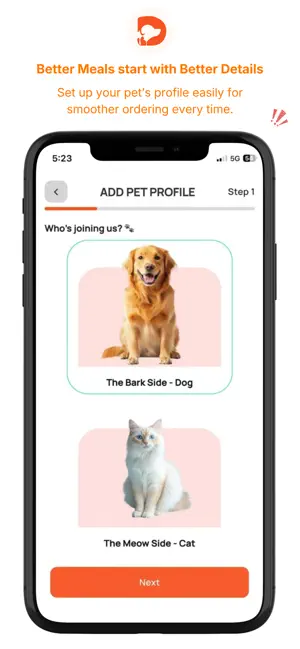 Better Meals start with Better Details
Set up your pet's profile easily for
smoother ordering every time.
5:23
5G
ADD PET PROFILE
Step 1
Who's joining us? 🐾
The Bark Side - Dog
The Meow Side - Cat
Next